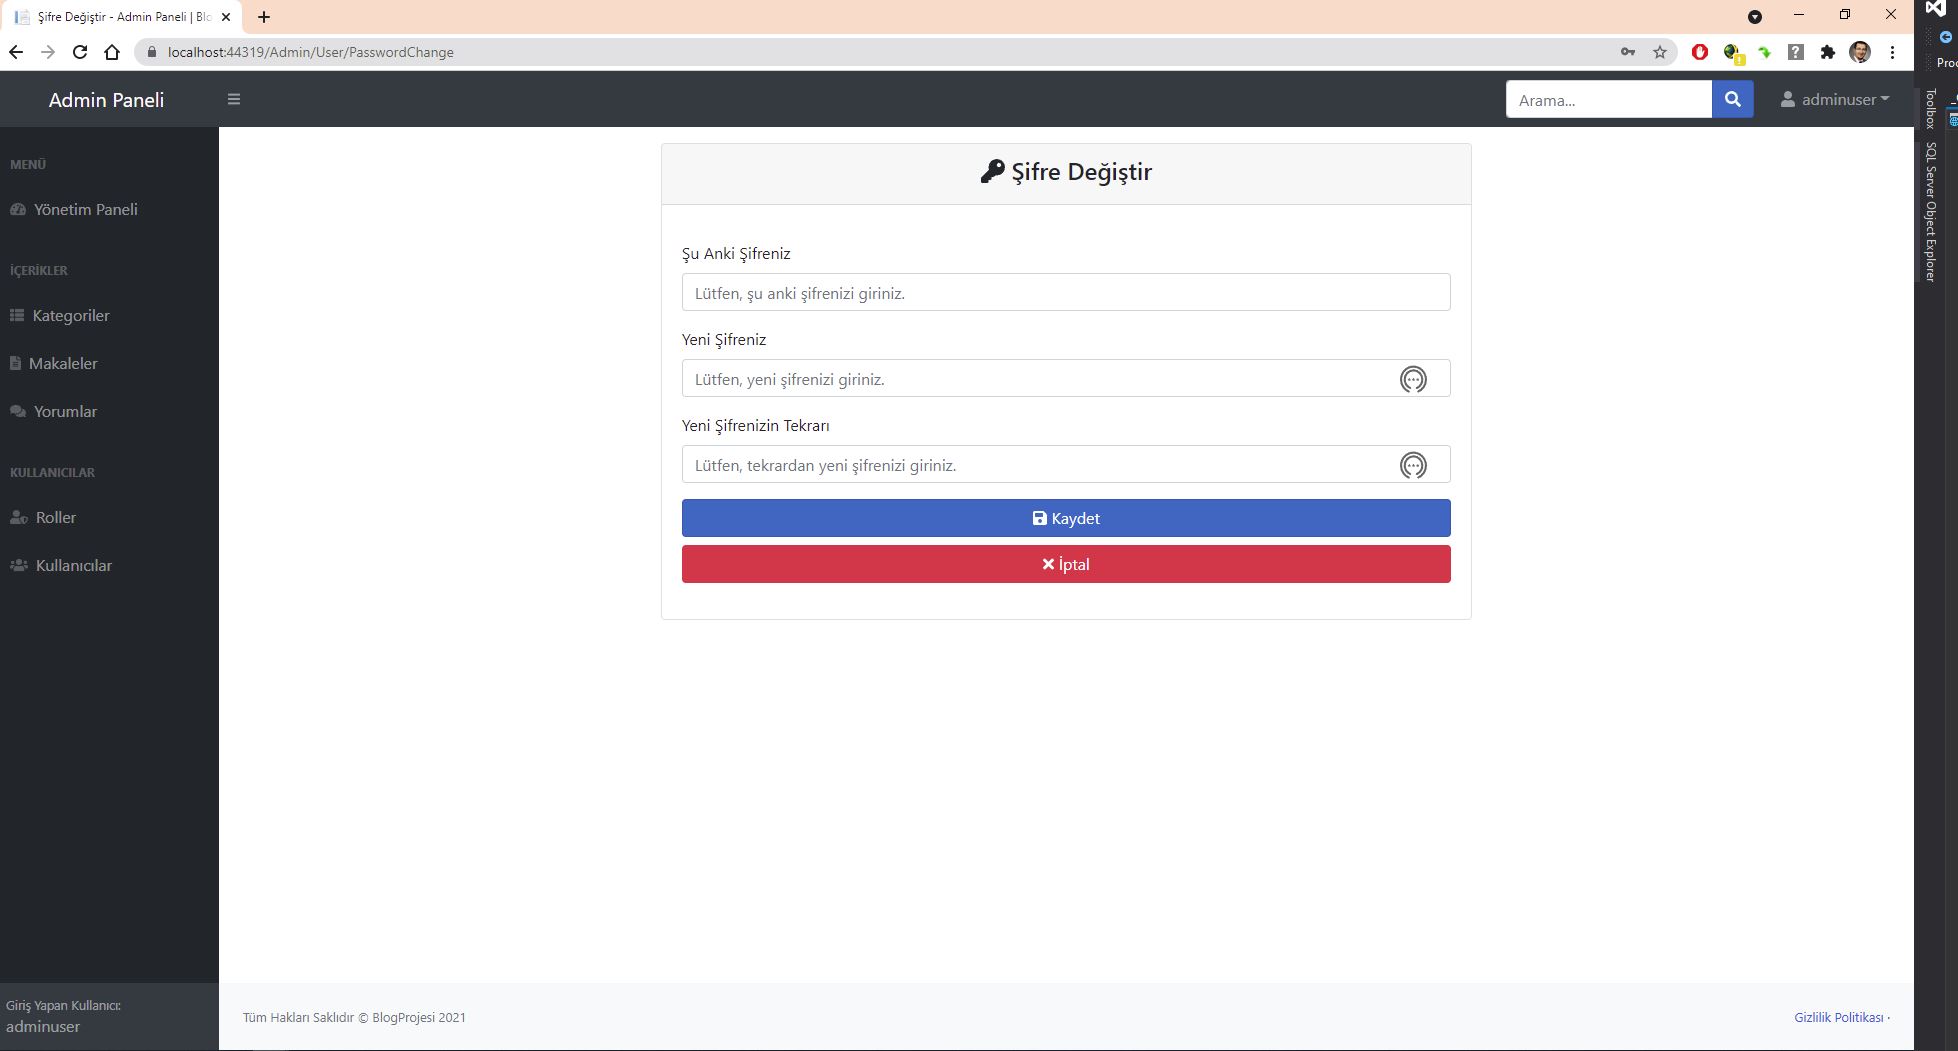 Şifre Değiştir - Admin Paneli | Blo
localhost:44319/Admin/User/PasswordChange
Admin Paneli
Arama...
adminuser
MENÜ
Yönetim Paneli
İÇERİKLER
Kategoriler
Makaleler
Yorumlar
KULLANICILAR
Roller
Kullanıcılar
Giriş Yapan Kullanıcı:
adminuser
Şifre Değiştir
Şu Anki Şifreniz
Lütfen, şu anki şifrenizi giriniz.
Yeni Şifreniz
Lütfen, yeni şifrenizi giriniz.
Yeni Şifrenizin Tekrarı
Lütfen, tekrardan yeni şifrenizi giriniz.
Kaydet
İptal
Tüm Hakları Saklıdır © BlogProjesi 2021
Gizlilik Politikası ·
Proc
Toolbox
SQL Server Object Explorer